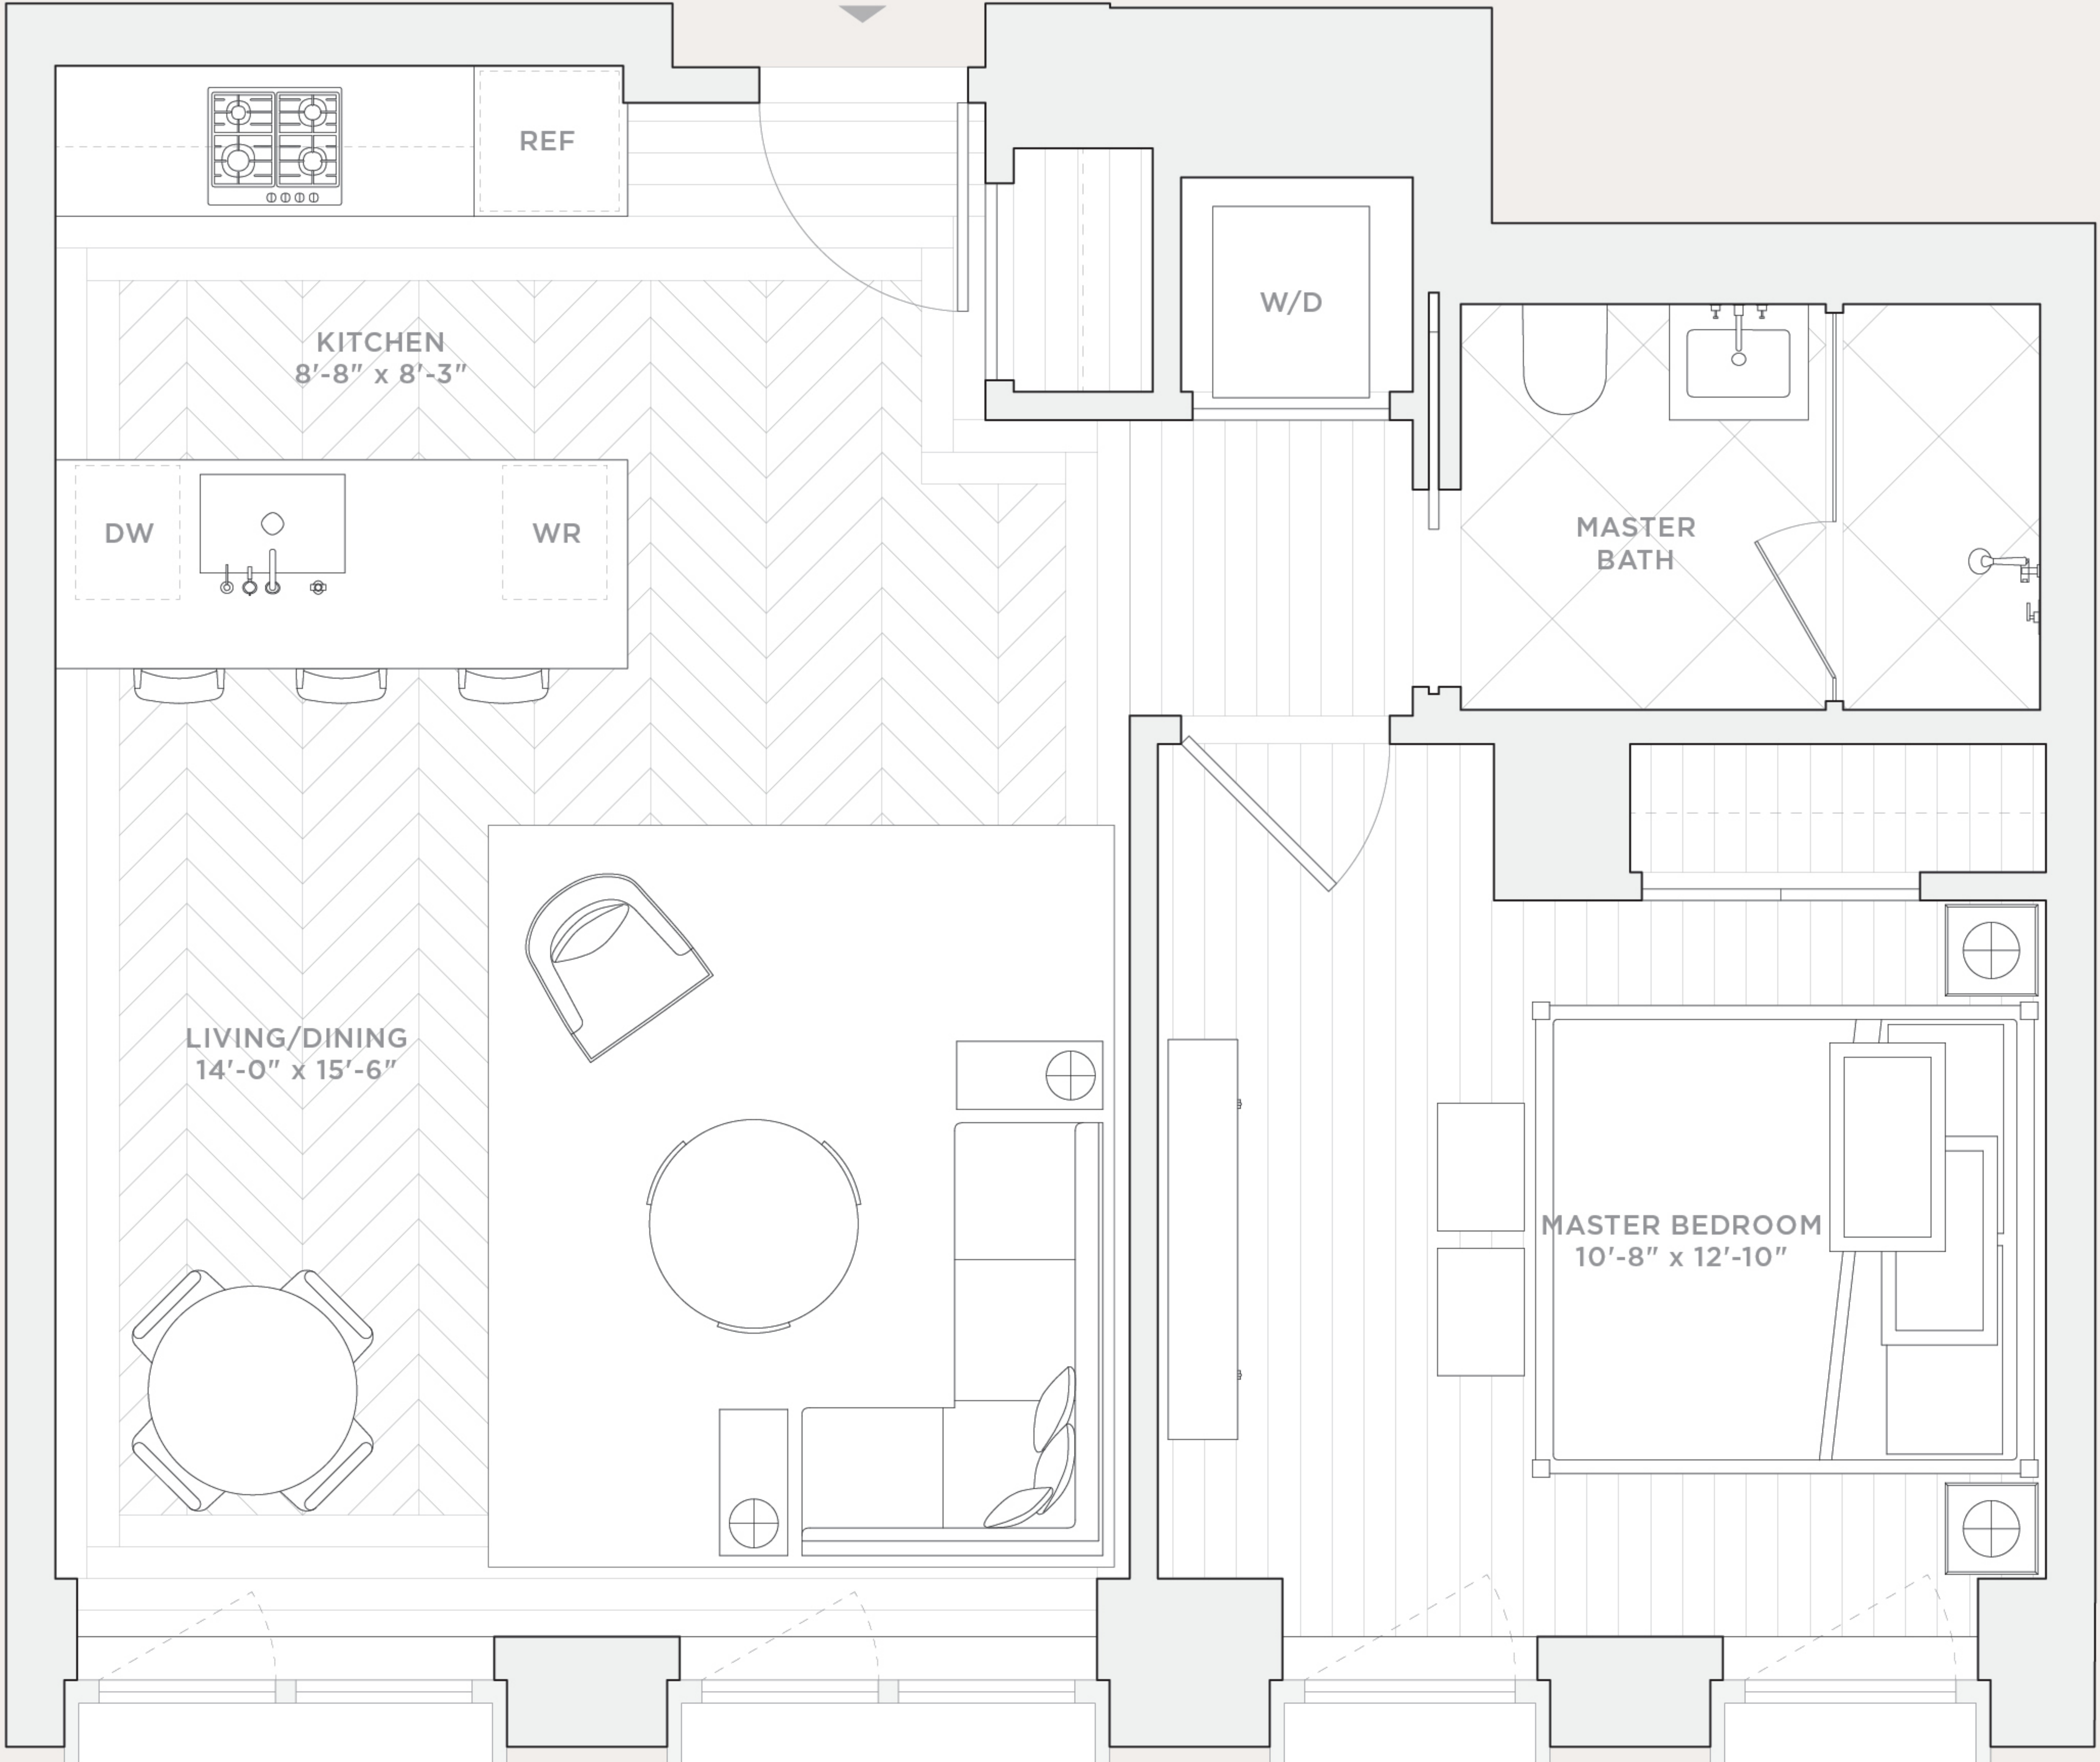 REF
W/D
KITCHEN
8'-8" x 8'-3"
DW
WR
MASTER
BATH
LIVING/DINING
14'-0" x 15'-6"
MASTER BEDROOM
10'-8" x 12'-10"